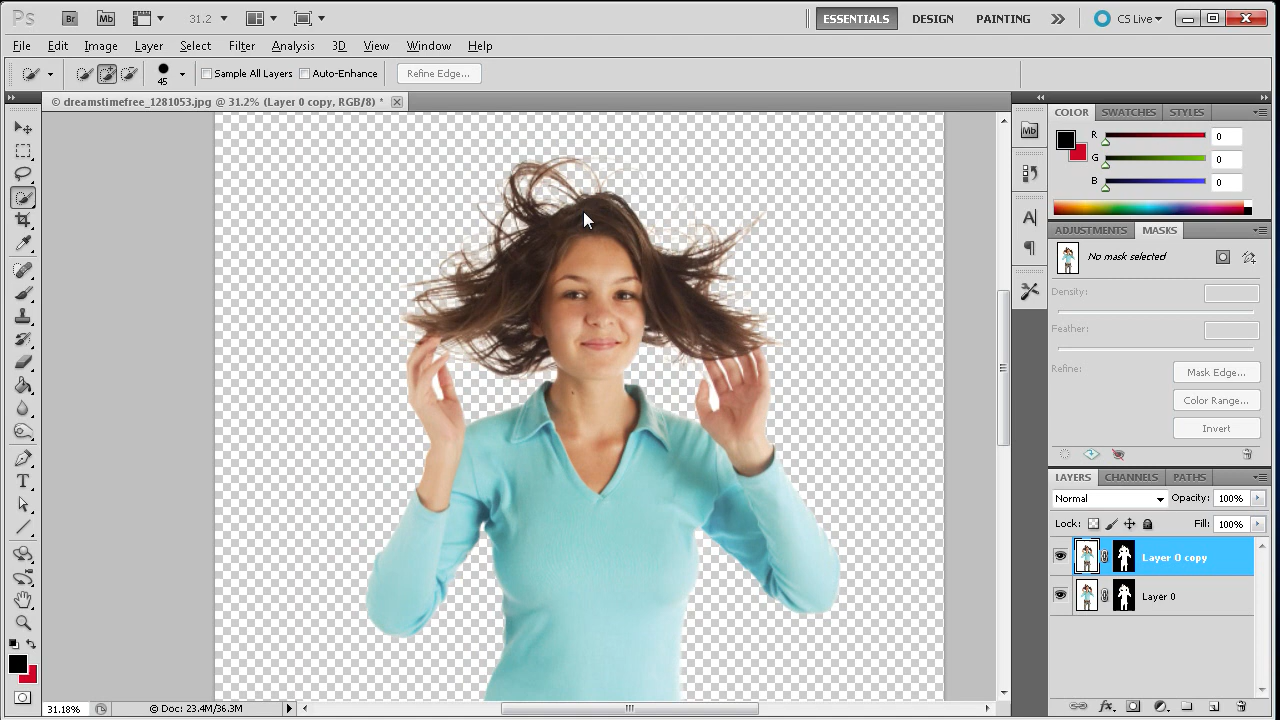 Ps Br Mb 31.2 ESSENTIALS DESIGN PAINTING CS Live
File Edit Image Layer Select Filter Analysis 3D View Window Help
45 Sample All Layers Auto-Enhance Refine Edge...
© dreamstimefree_1281053.jpg @ 31.2% (Layer 0 copy, RGB/8) *
COLOR SWATCHES STYLES
Mb
R 0
G 0
B 0
A
ADJUSTMENTS MASKS
No mask selected
Density:
Feather:
Refine: Mask Edge...
Color Range...
Invert
LAYERS CHANNELS PATHS
Normal Opacity: 100%
Lock: Fill: 100%
Layer 0 copy
Layer 0
T
fx
31.18% © Doc: 23.4M/36.3M